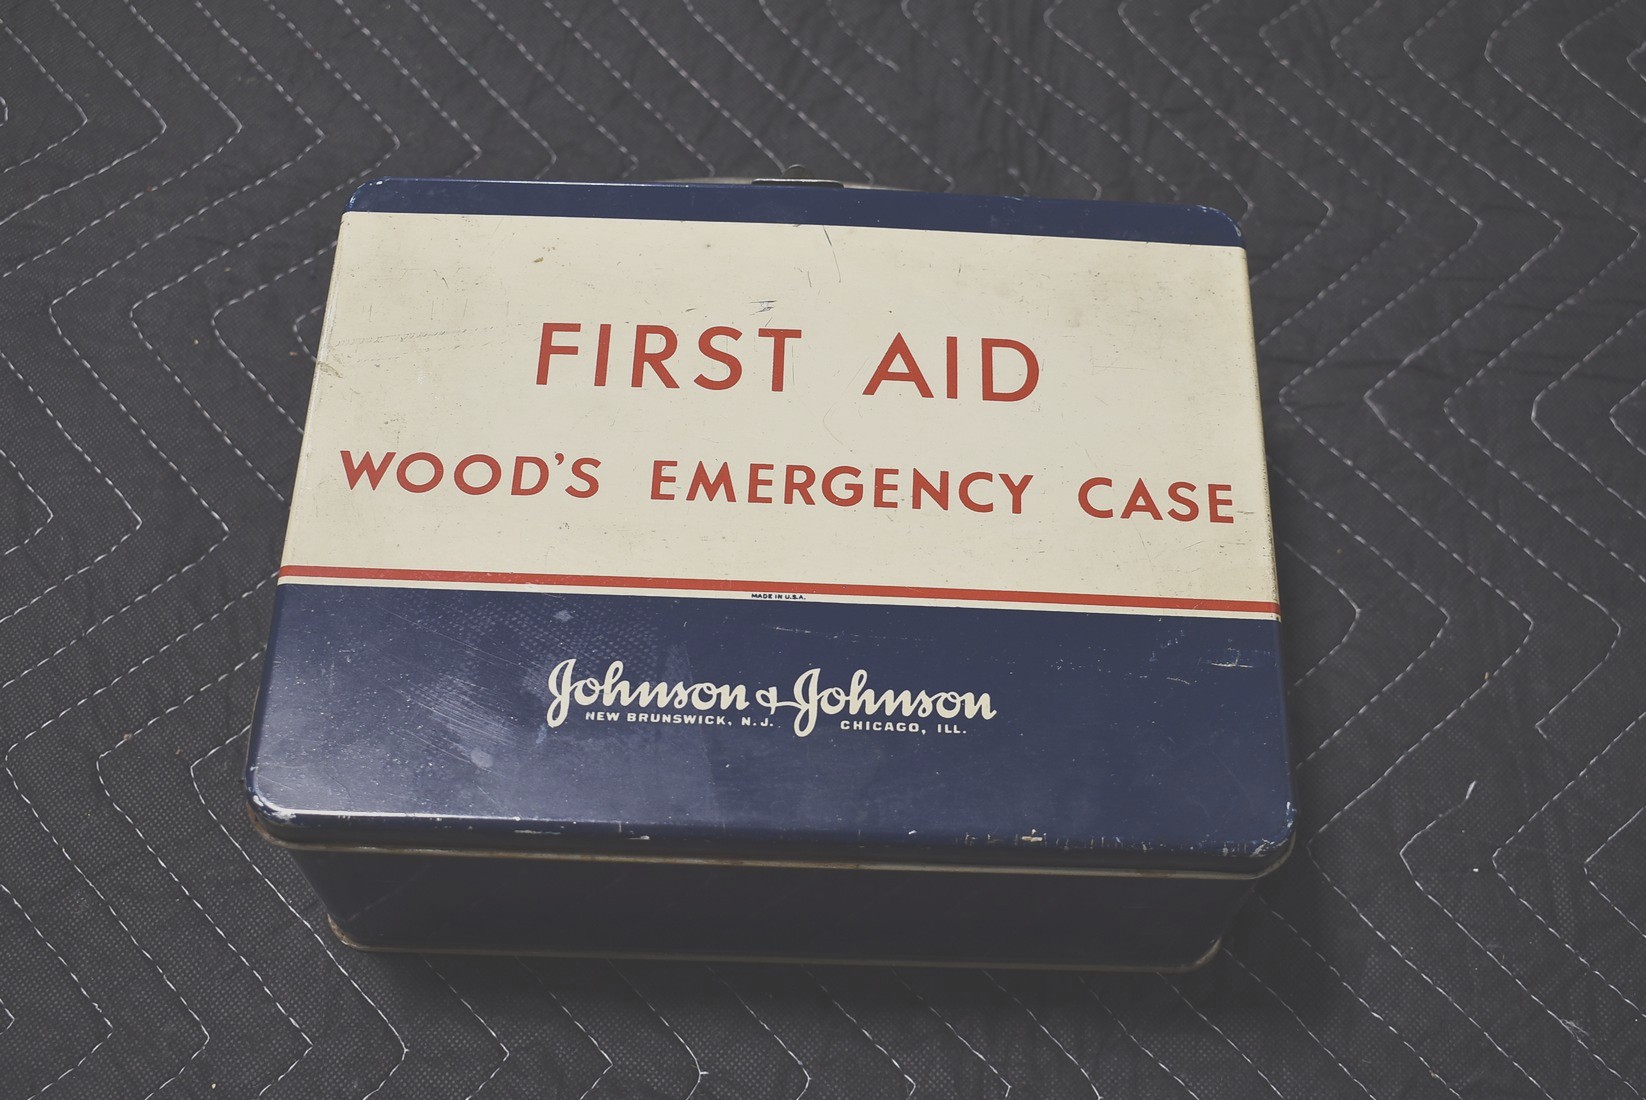 FIRST AID
WOOD'S EMERGENCY CASE
MADE IN U.S.A.
Johnson & Johnson
NEW BRUNSWICK, N.J. CHICAGO, ILL.